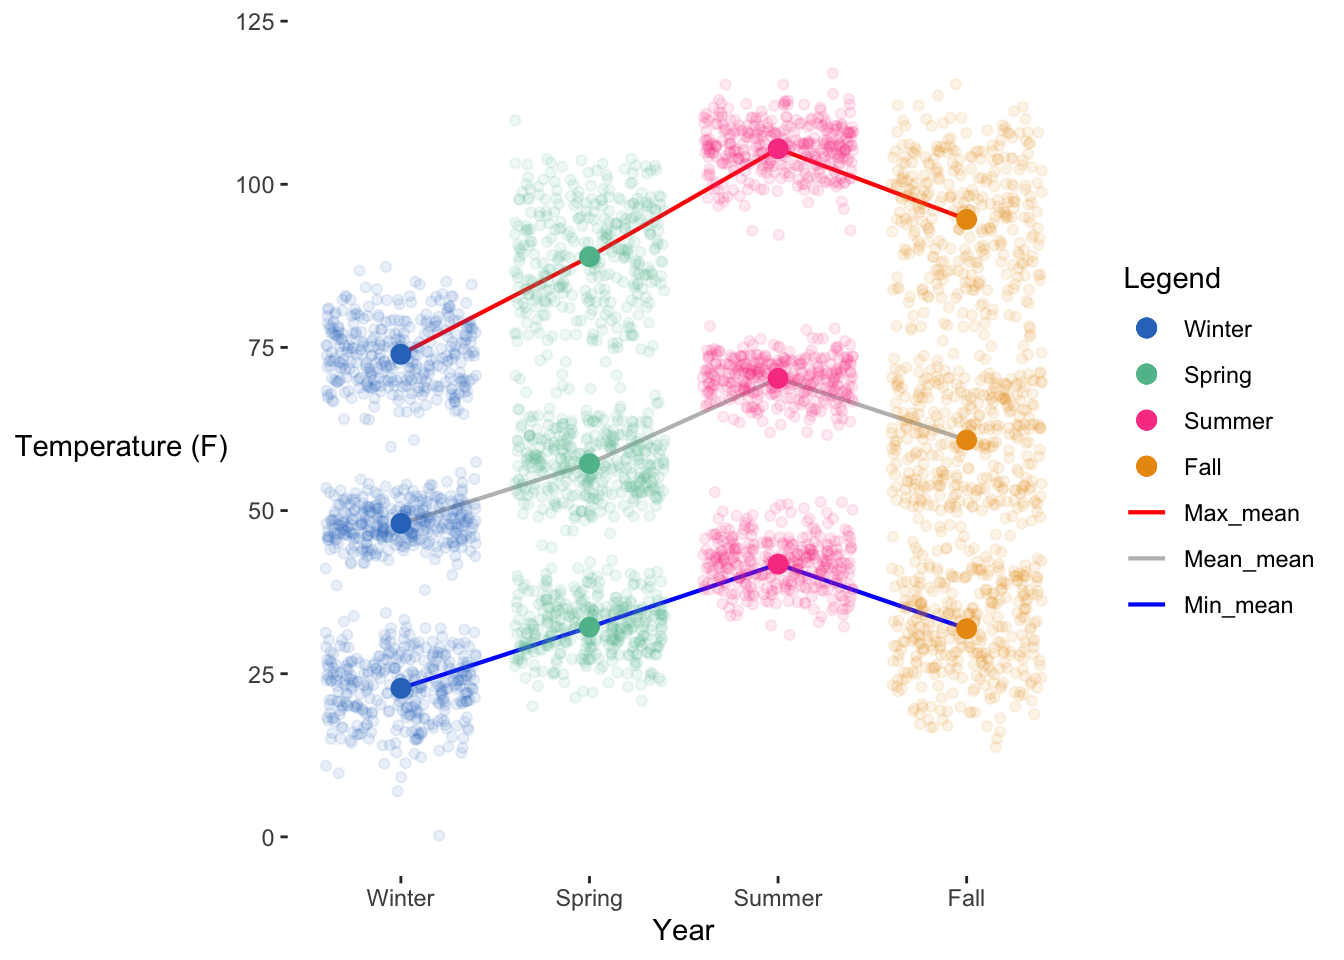 125
100
75
50
25
0
Temperature (F)
Winter
Spring
Summer
Fall
Year
Legend
Winter
Spring
Summer
Fall
Max_mean
Mean_mean
Min_mean